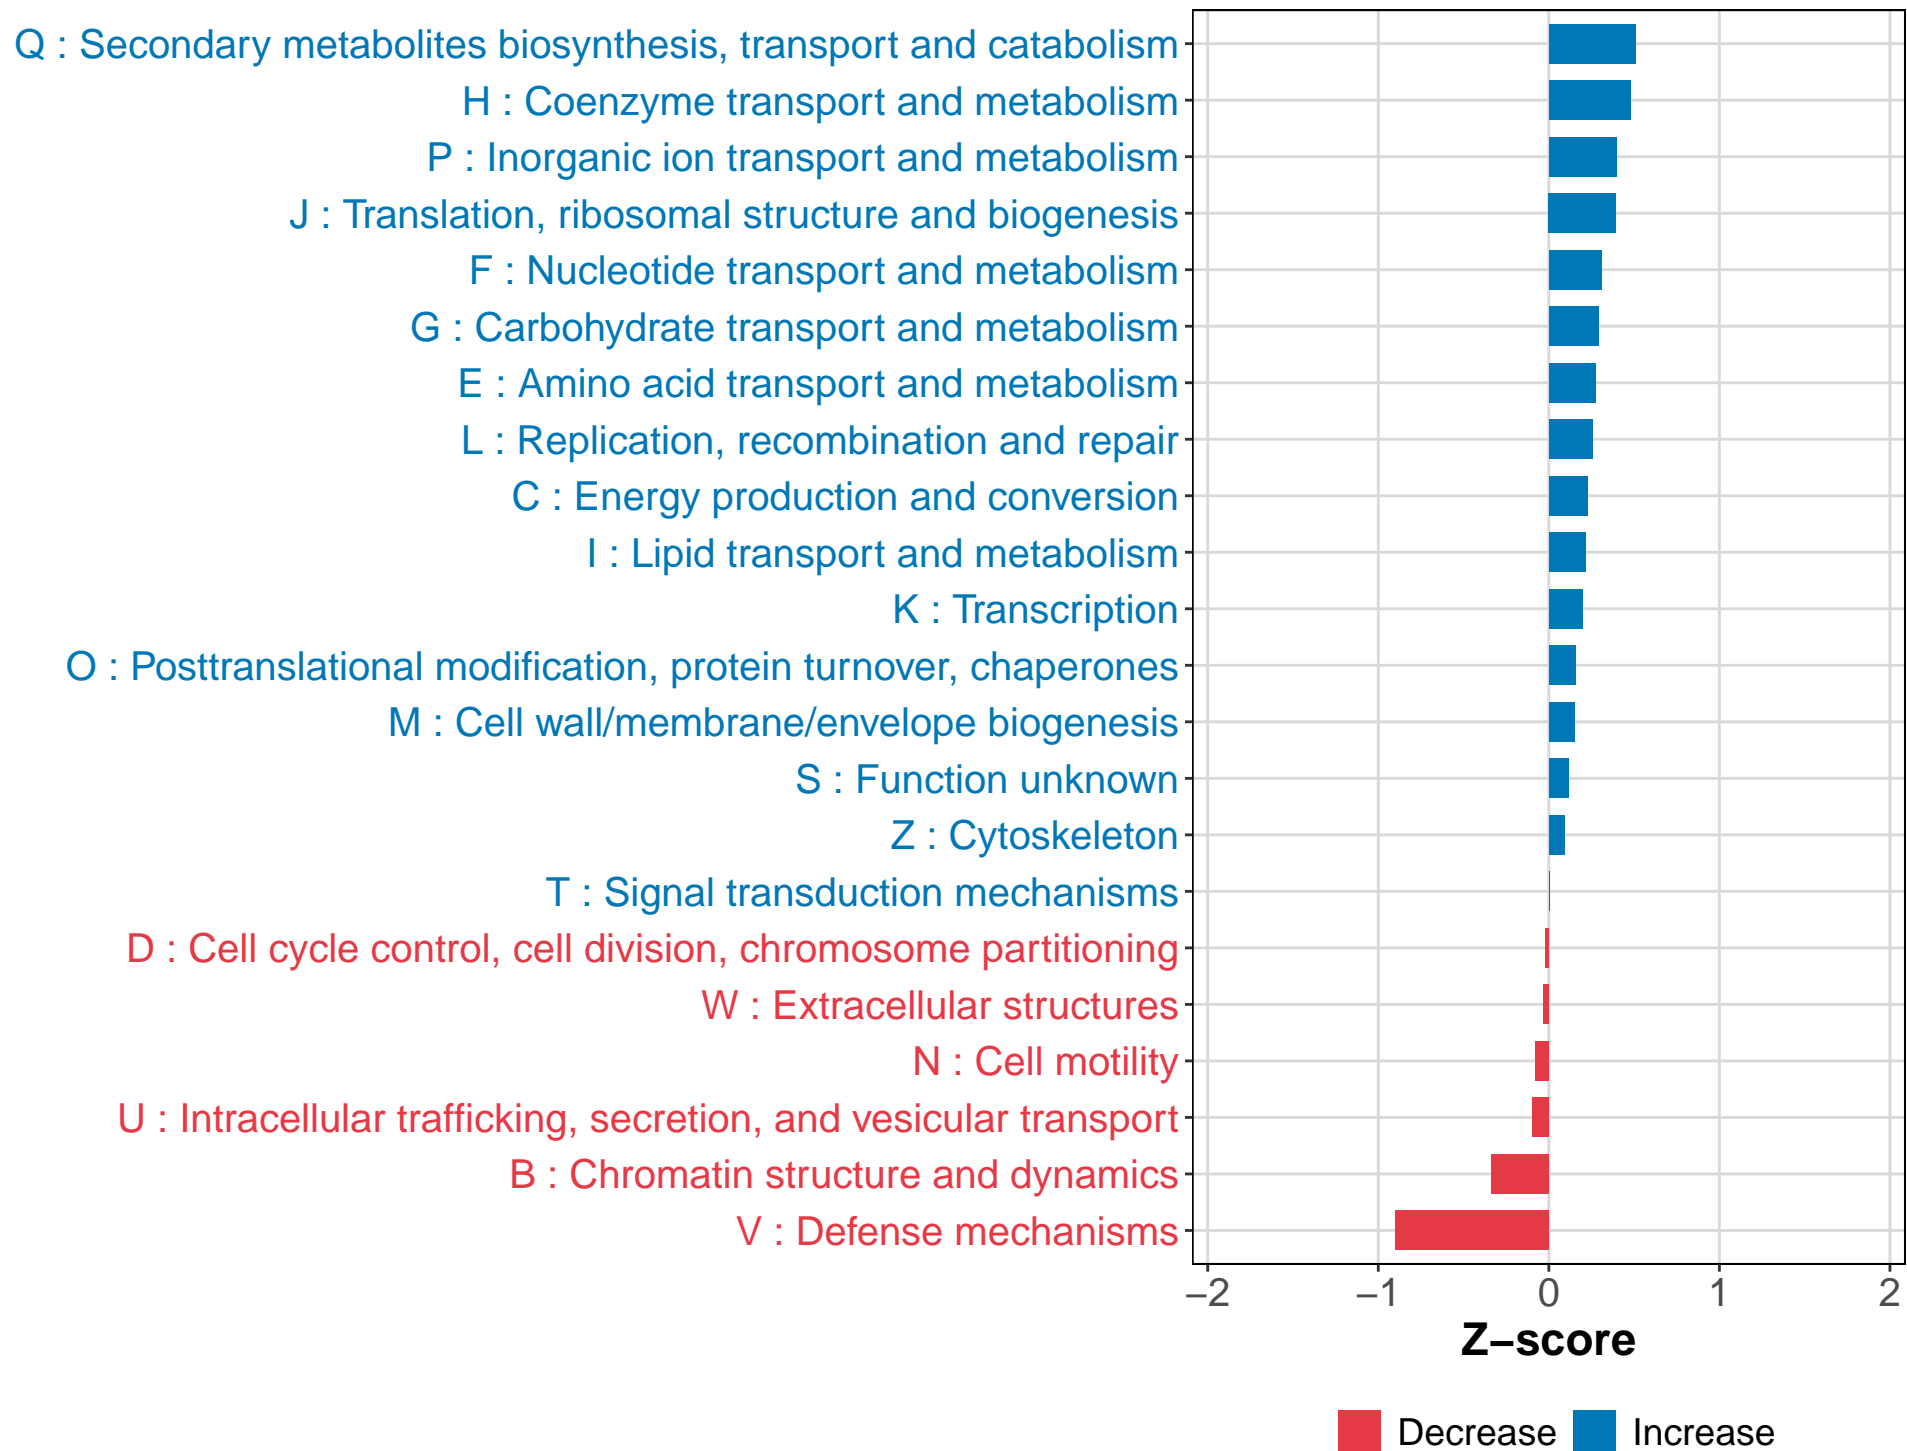 Q : Secondary metabolites biosynthesis, transport and catabolism
H : Coenzyme transport and metabolism
P : Inorganic ion transport and metabolism
J : Translation, ribosomal structure and biogenesis
F : Nucleotide transport and metabolism
G : Carbohydrate transport and metabolism
E : Amino acid transport and metabolism
L : Replication, recombination and repair
C : Energy production and conversion
I : Lipid transport and metabolism
K : Transcription
O : Posttranslational modification, protein turnover, chaperones
M : Cell wall/membrane/envelope biogenesis
S : Function unknown
Z : Cytoskeleton
T : Signal transduction mechanisms
D : Cell cycle control, cell division, chromosome partitioning
W : Extracellular structures
N : Cell motility
U : Intracellular trafficking, secretion, and vesicular transport
B : Chromatin structure and dynamics
V : Defense mechanisms
−2 −1 0 1 2
Z−score
Decrease Increase